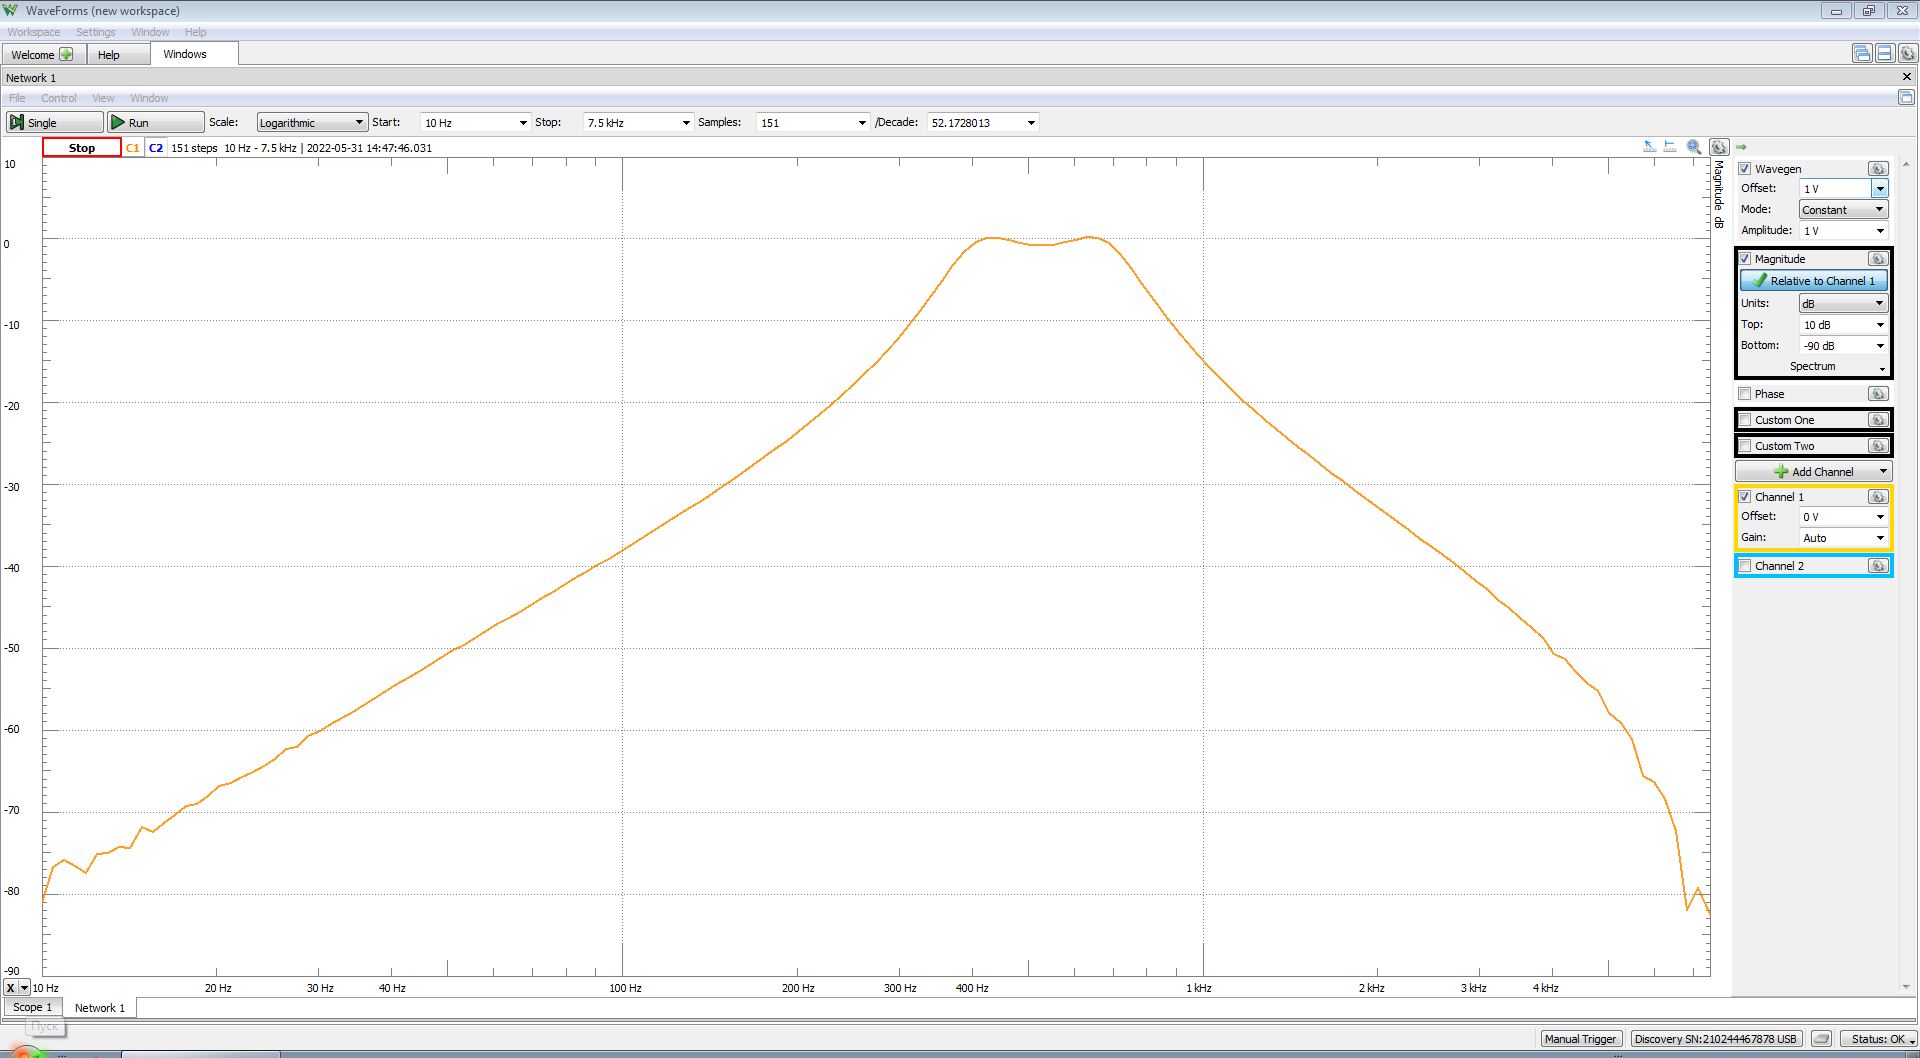 WaveForms (new workspace)
Workspace Settings Window Help
Welcome Help Windows
Network 1
File Control View Window
Single Run Scale: Logarithmic Start: 10 Hz Stop: 7.5 kHz Samples: 151 /Decade: 52.1728013
Stop C1 C2 151 steps 10 Hz - 7.5 kHz | 2022-05-31 14:47:46.031
10
0
-10
-20
-30
-40
-50
-60
-70
-80
-90
X 10 Hz 20 Hz 30 Hz 40 Hz 100 Hz 200 Hz 300 Hz 400 Hz 1 kHz 2 kHz 3 kHz 4 kHz
Magnitude dB
Wavegen
Offset: 1 V
Mode: Constant
Amplitude: 1 V
Magnitude
Relative to Channel 1
Units: dB
Top: 10 dB
Bottom: -90 dB
Spectrum
Phase
Custom One
Custom Two
Add Channel
Channel 1
Offset: 0 V
Gain: Auto
Channel 2
Scope 1 Network 1
Пуск
Manual Trigger Discovery SN:210244467878 USB Status: OK